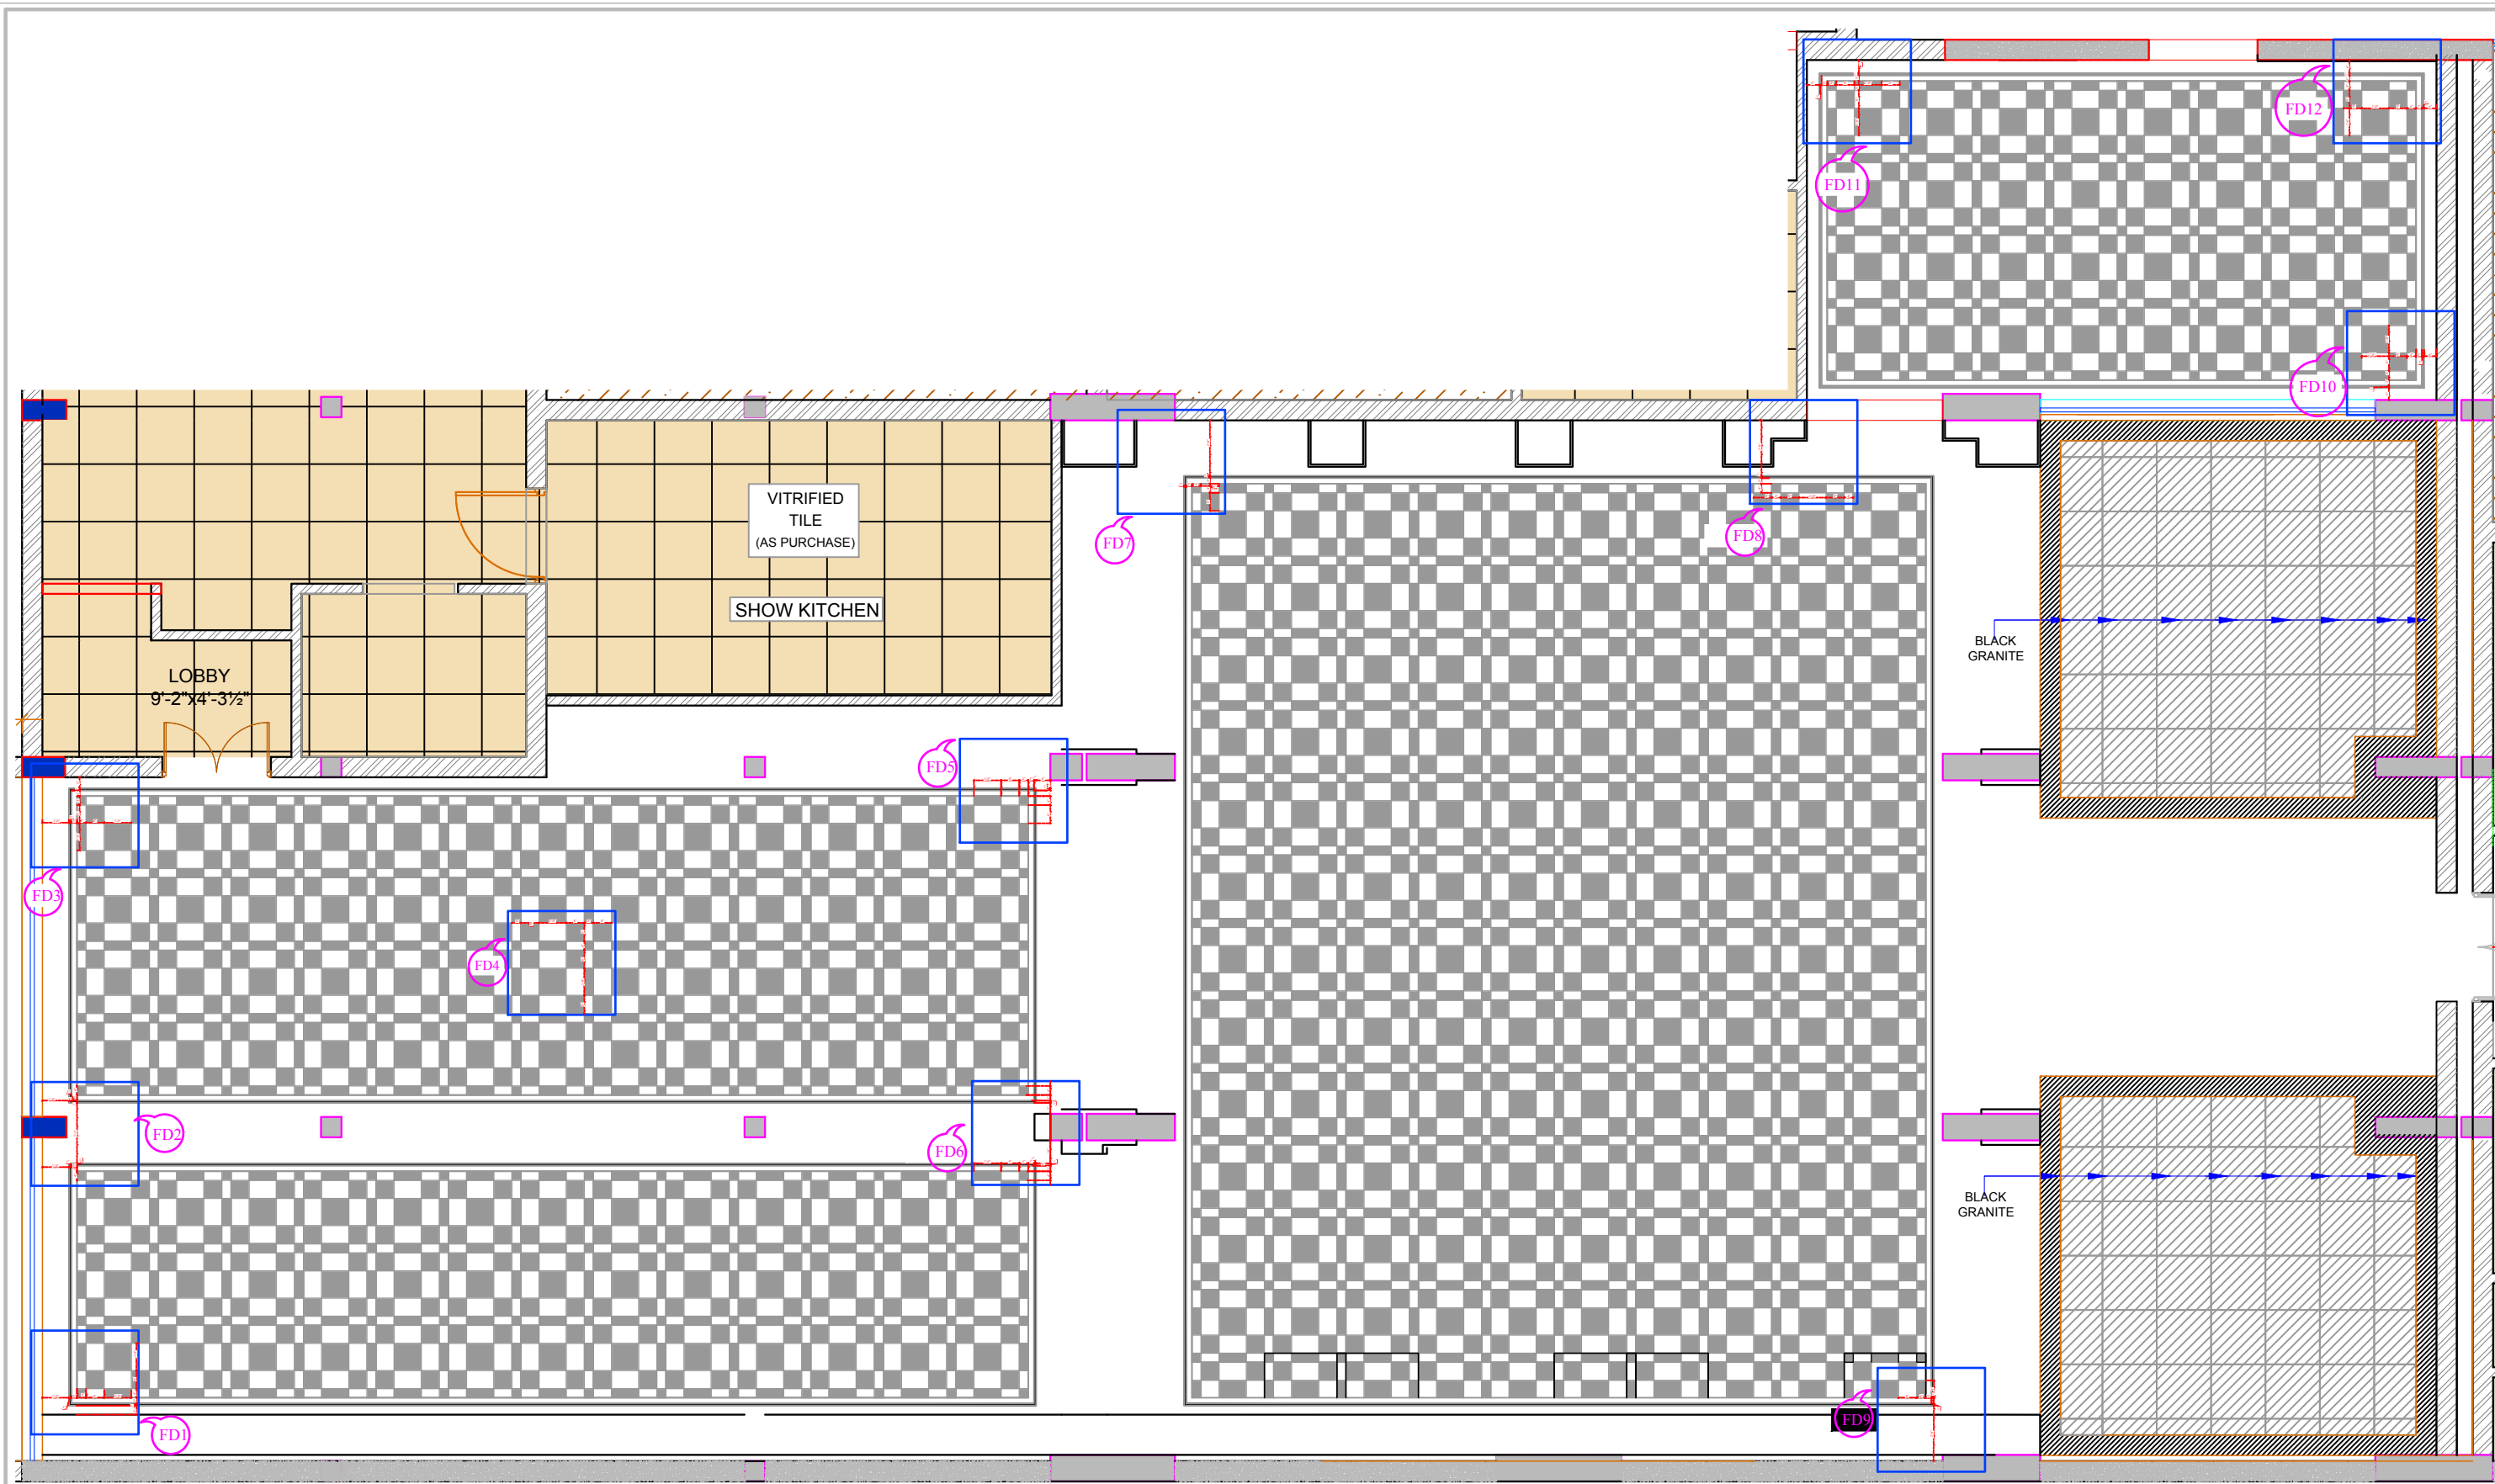 FD12
FD11
FD10
VITRIFIED
TILE
(AS PURCHASE)
FD7
FD8
SHOW KITCHEN
BLACK
GRANITE
LOBBY
9'-2"x4'-3½"
FD5
FD3
FD4
FD2
FD6
BLACK
GRANITE
FD9
FD1